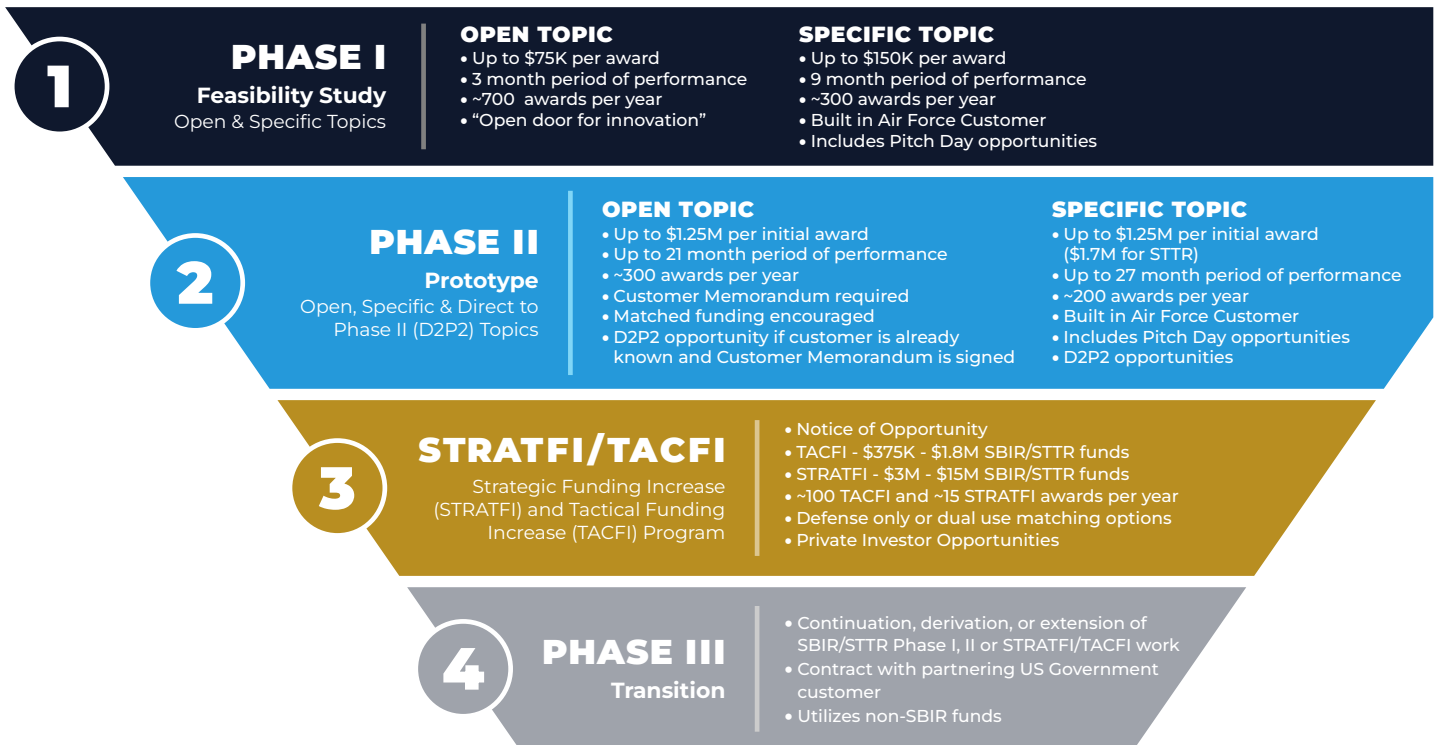 1
PHASE I
Feasibility Study
Open & Specific Topics
OPEN TOPIC
• Up to $75K per award
• 3 month period of performance
• ~700 awards per year
• “Open door for innovation”
SPECIFIC TOPIC
• Up to $150K per award
• 9 month period of performance
• ~300 awards per year
• Built in Air Force Customer
• Includes Pitch Day opportunities
2
PHASE II
Prototype
Open, Specific & Direct to
Phase II (D2P2) Topics
OPEN TOPIC
• Up to $1.25M per initial award
• Up to 21 month period of performance
• ~300 awards per year
• Customer Memorandum required
• Matched funding encouraged
• D2P2 opportunity if customer is already
known and Customer Memorandum is signed
SPECIFIC TOPIC
• Up to $1.25M per initial award
($1.7M for STTR)
• Up to 27 month period of performance
• ~200 awards per year
• Built in Air Force Customer
• Includes Pitch Day opportunities
• D2P2 opportunities
3
STRATFI/TACFI
Strategic Funding Increase
(STRATFI) and Tactical Funding
Increase (TACFI) Program
• Notice of Opportunity
• TACFI - $375K - $1.8M SBIR/STTR funds
• STRATFI - $3M - $15M SBIR/STTR funds
• ~100 TACFI and ~15 STRATFI awards per year
• Defense only or dual use matching options
• Private Investor Opportunities
4
PHASE III
Transition
• Continuation, derivation, or extension of
SBIR/STTR Phase I, II or STRATFI/TACFI work
• Contract with partnering US Government
customer
• Utilizes non-SBIR funds